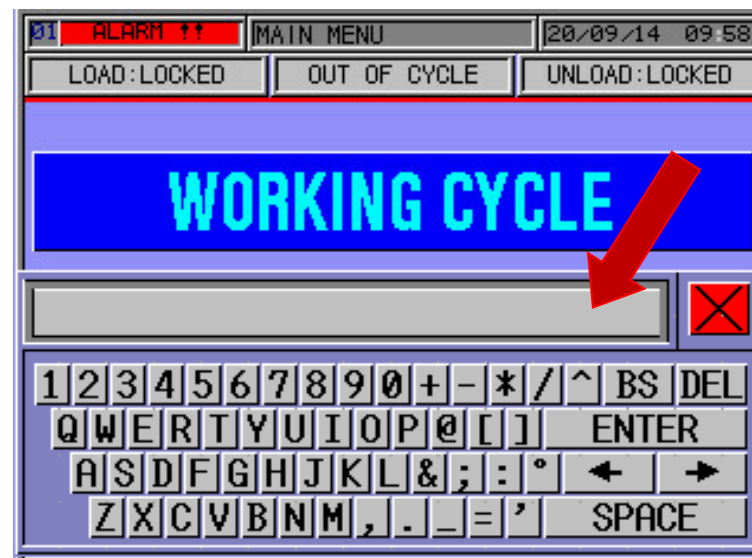 01 ALARM !! MAIN MENU 20/09/14 09:58
LOAD:LOCKED OUT OF CYCLE UNLOAD:LOCKED
WORKING CYCLE
1 2 3 4 5 6 7 8 9 0 + - * / ^ BS DEL
Q W E R T Y U I O P @ [ ] ENTER
A S D F G H J K L & ; : ° ← →
Z X C V B N M , . _ = ' SPACE